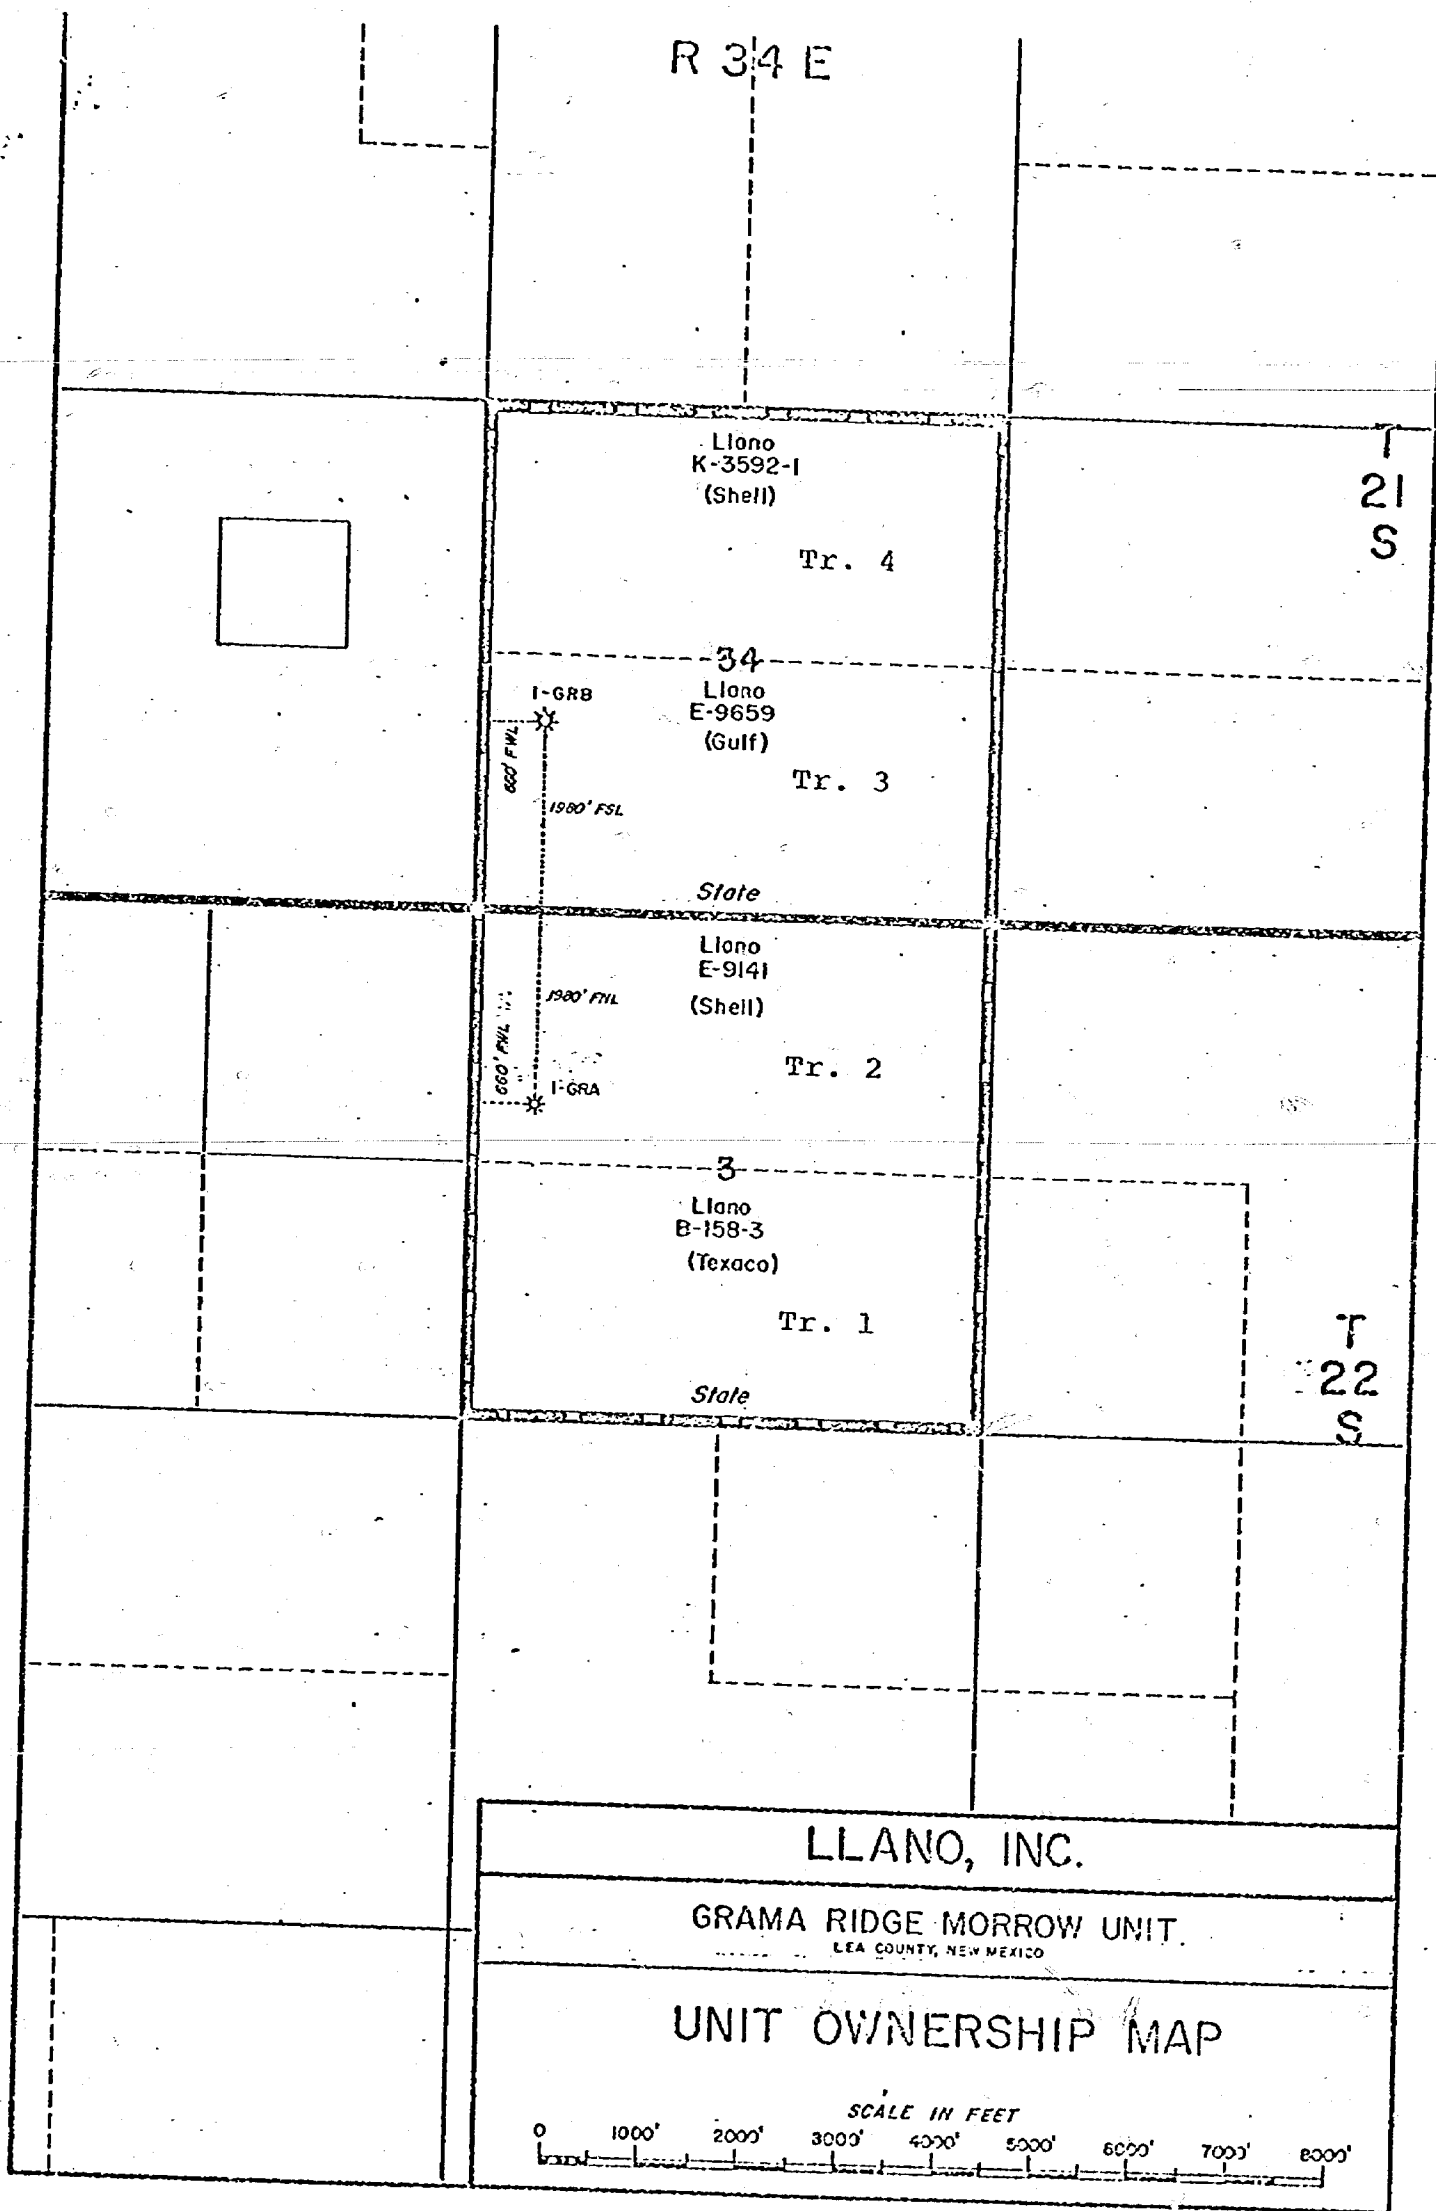 R 34 E
Llano
K-3592-1
(Shell)
Tr. 4
T
21
S
34
1-GRB
Llano
E-9659
(Gulf)
660' FWL
Tr. 3
1980' FSL
State
Llano
E-9141
(Shell)
1980' FNL
660' FWL
Tr. 2
1-GRA
3
Llano
B-158-3
(Texaco)
Tr. 1
T
22
S
State
LLANO, INC.
GRAMA RIDGE MORROW UNIT.
LEA COUNTY, NEW MEXICO
UNIT OWNERSHIP MAP
SCALE IN FEET
0 1000' 2000' 3000' 4000' 5000' 6000' 7000' 8000'